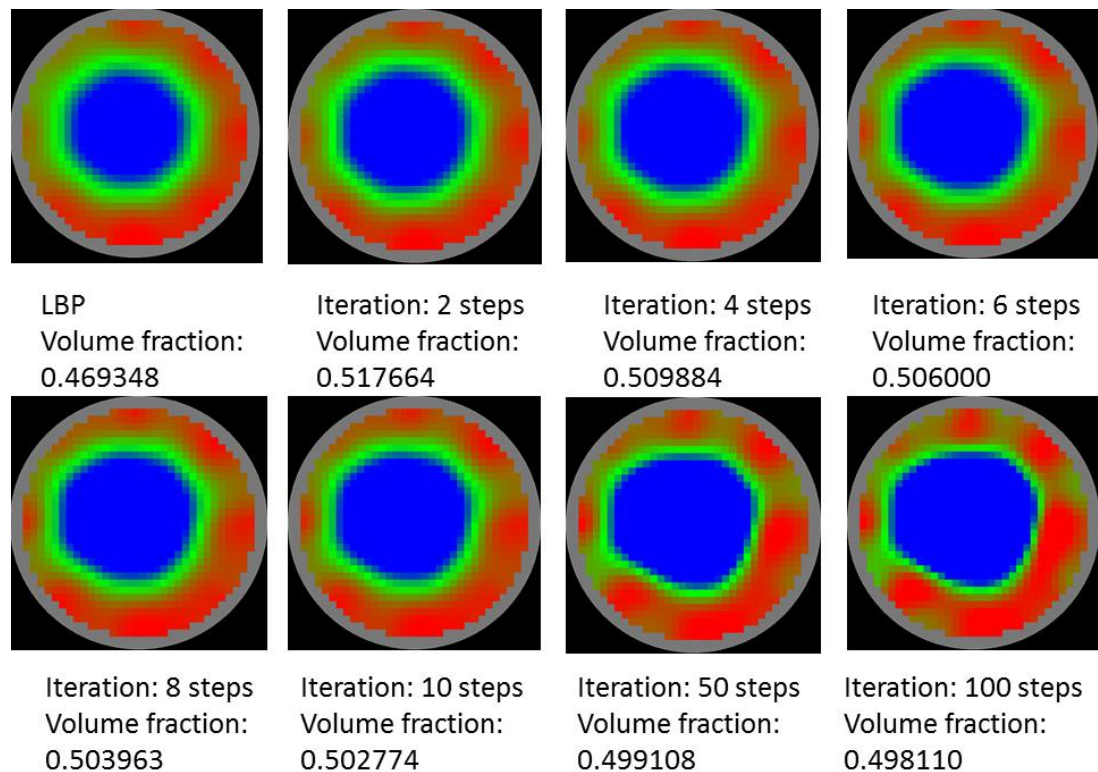 LBP
Volume fraction:
0.469348
Iteration: 2 steps
Volume fraction:
0.517664
Iteration: 4 steps
Volume fraction:
0.509884
Iteration: 6 steps
Volume fraction:
0.506000
Iteration: 8 steps
Volume fraction:
0.503963
Iteration: 10 steps
Volume fraction:
0.502774
Iteration: 50 steps
Volume fraction:
0.499108
Iteration: 100 steps
Volume fraction:
0.498110